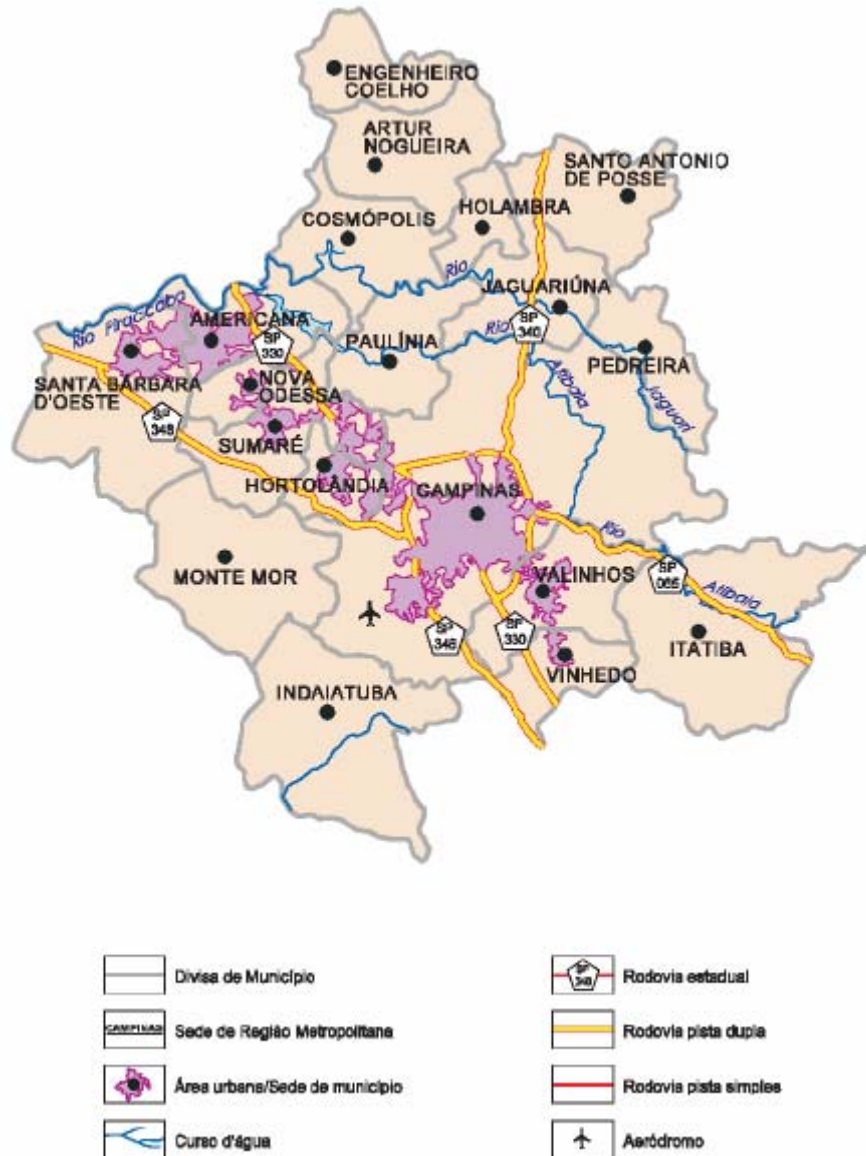 ENGENHEIRO
COELHO
ARTUR
NOGUEIRA
SANTO ANTONIO
DE POSSE
HOLAMBRA
COSMÓPOLIS
Rio
JAGUARIÚNA
Rio Piracicaba
AMERICANA
SP
330
PAULÍNIA
Rio
SP
340
PEDREIRA
Atibaia
Jaguari
SANTA BÁRBARA
D'OESTE
NOVA
ODESSA
SP
348
SUMARÉ
HORTOLÂNDIA
CAMPINAS
Rio
MONTE MOR
VALINHOS
SP
065
Atibaia
SP
348
SP
330
ITATIBA
VINHEDO
INDAIATUBA
Divisa de Município
CAMPINAS
Sede de Região Metropolitana
Área urbana/Sede de município
Curso d'água
SP
348
Rodovia estadual
Rodovia pista dupla
Rodovia pista simples
Aeródromo